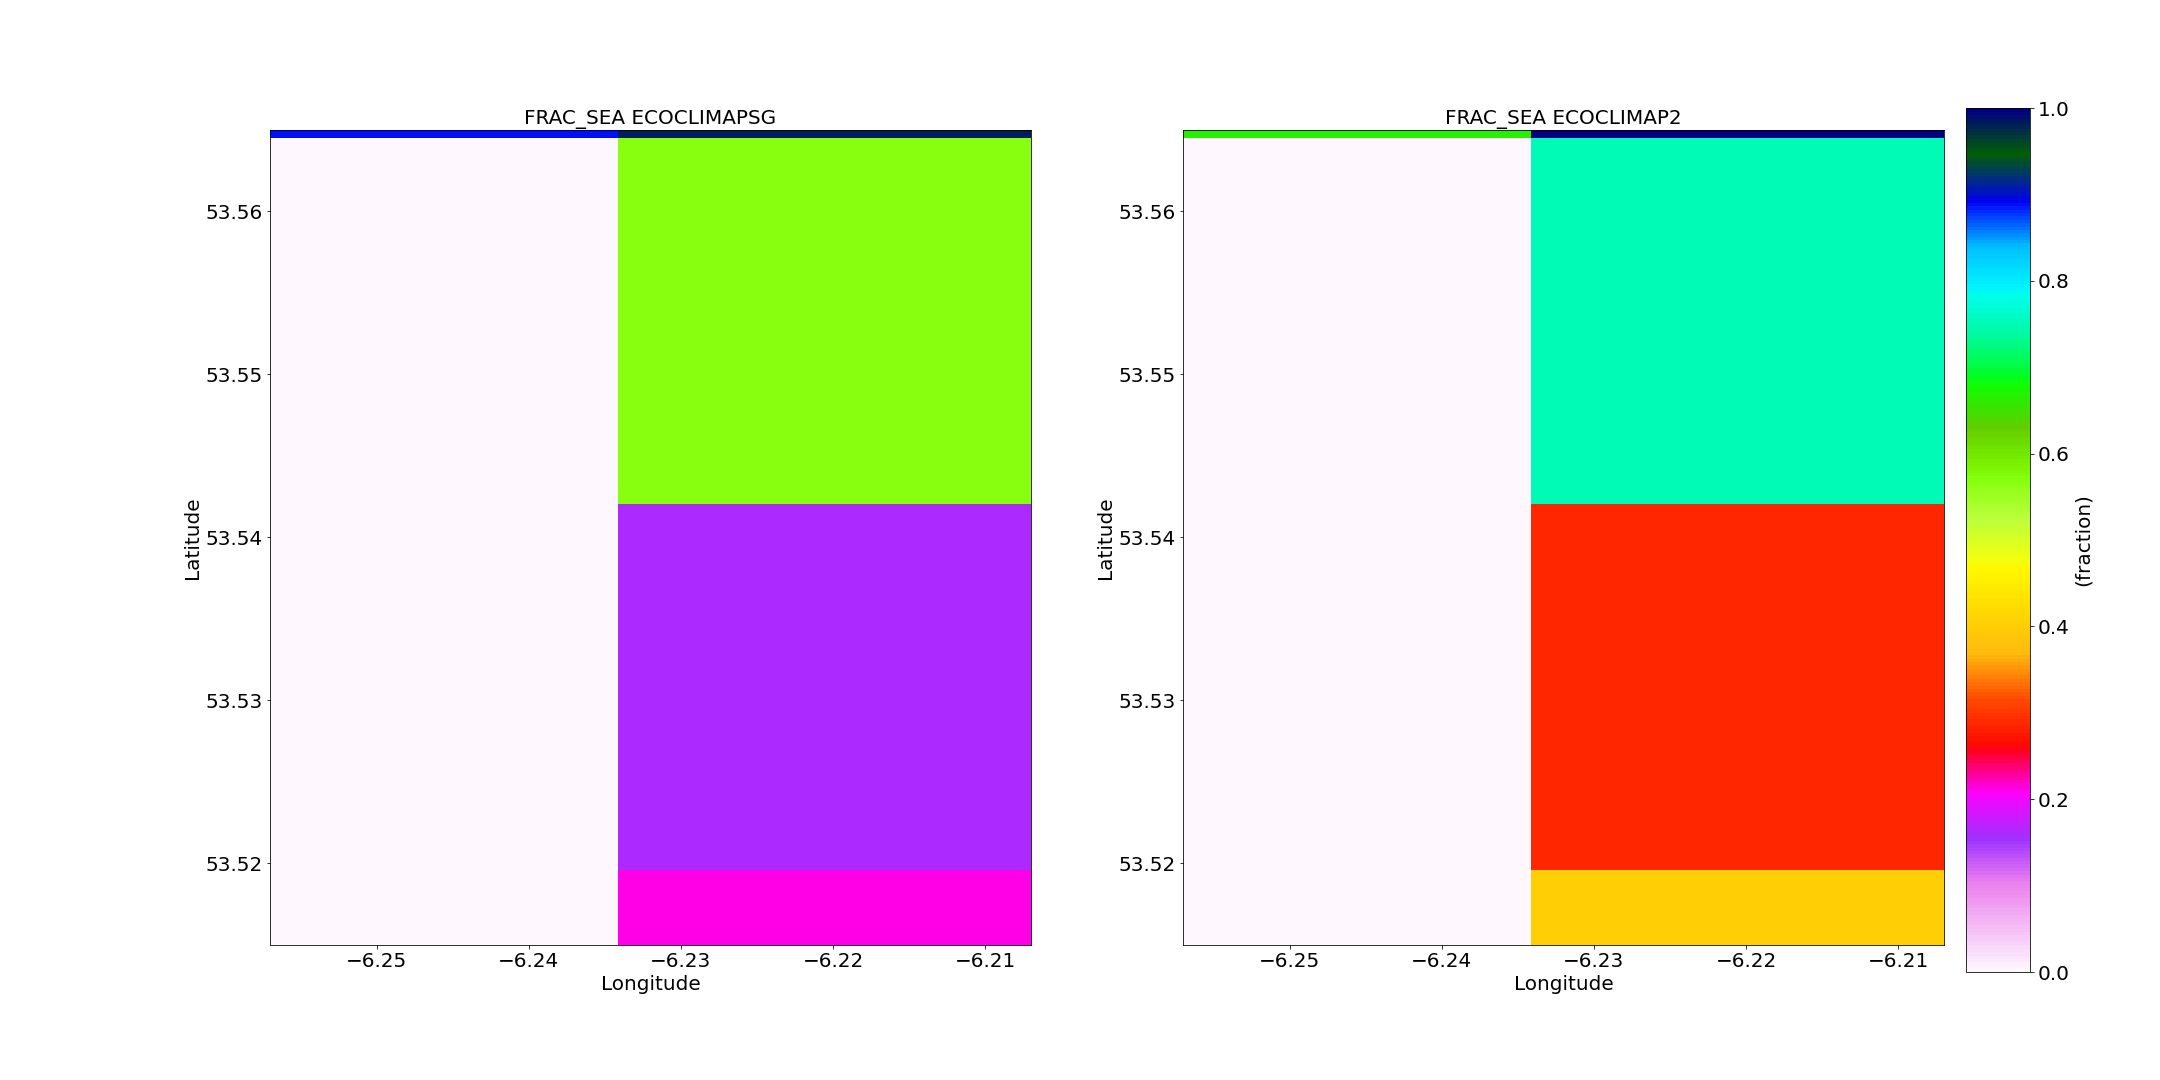 FRAC_SEA ECOCLIMAPSG
53.56
53.55
53.54
53.53
53.52
Latitude
−6.25 −6.24 −6.23 −6.22 −6.21
Longitude
FRAC_SEA ECOCLIMAP2
53.56
53.55
53.54
53.53
53.52
Latitude
−6.25 −6.24 −6.23 −6.22 −6.21
Longitude
1.0
0.8
0.6
0.4
0.2
0.0
(fraction)